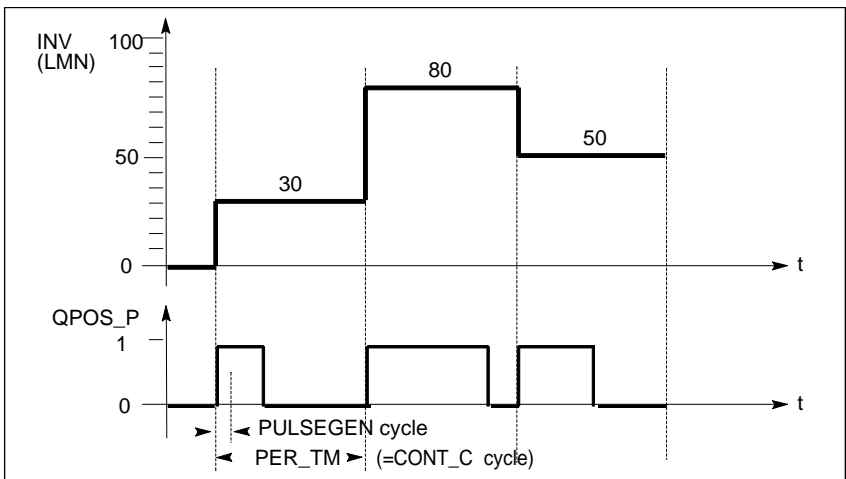 INV
(LMN)
100
80
50
50
30
0
t
QPOS_P
1
0
t
PULSEGEN cycle
PER_TM
(=CONT_C cycle)